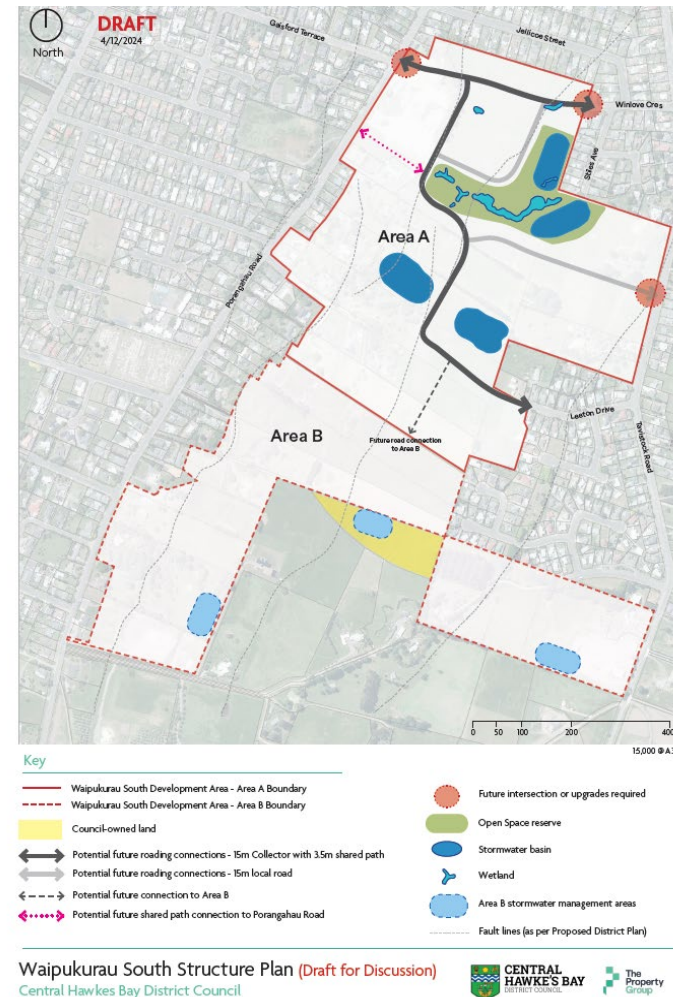 North
DRAFT
4/12/2024
Gaisford Terrace
Jellicoe Street
Winlove Cres
Stiles Ave
Porangahau Road
Area A
Area B
Future road connection
to Area B
Leeton Drive
Tavistock Road
0 50 100 200 400
15,000 @ A3
Key
Waipukurau South Development Area - Area A Boundary
Waipukurau South Development Area - Area B Boundary
Council-owned land
Potential future roading connections - 15m Collector with 3.5m shared path
Potential future roading connections - 15m local road
Potential future connection to Area B
Potential future shared path connection to Porangahau Road
Future intersection or upgrades required
Open Space reserve
Stormwater basin
Wetland
Area B stormwater management areas
Fault lines (as per Proposed District Plan)
Waipukurau South Structure Plan (Draft for Discussion)
Central Hawkes Bay District Council
CENTRAL
HAWKE'S BAY
DISTRICT COUNCIL
The
Property
Group